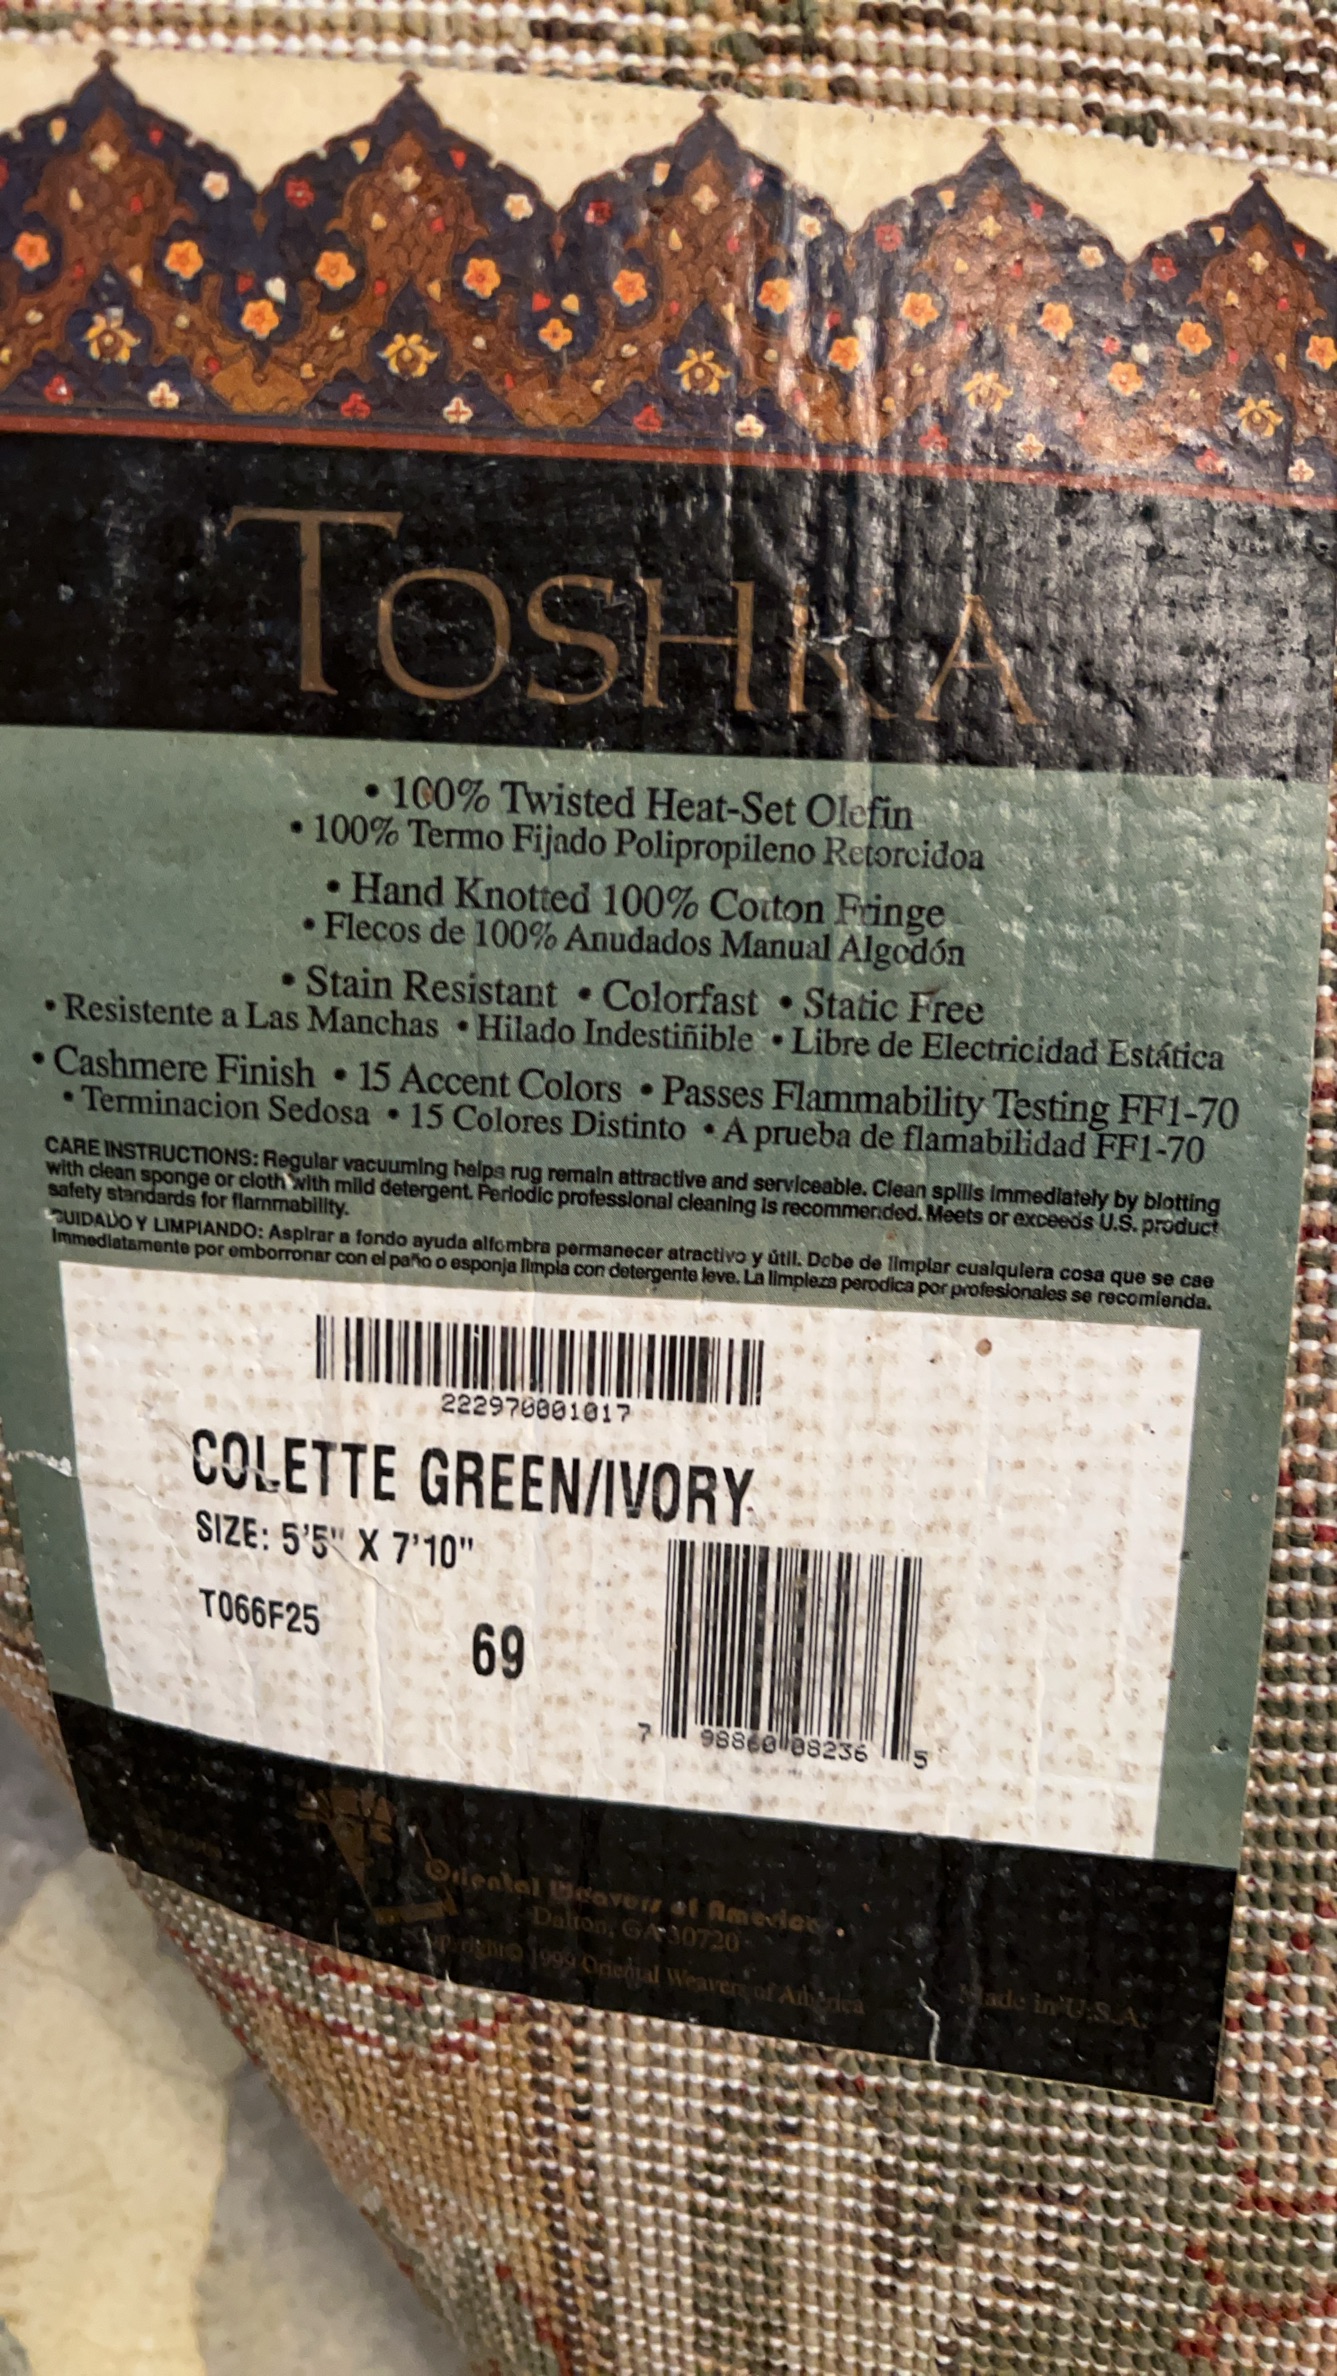 TOSHKA
• 100% Twisted Heat-Set Olefin
• 100% Termo Fijado Polipropileno Retorcidoa
• Hand Knotted 100% Cotton Fringe
• Flecos de 100% Anudados Manual Algodón
• Stain Resistant • Colorfast • Static Free
• Resistente a Las Manchas • Hilado Indestiñible • Libre de Electricidad Estática
• Cashmere Finish • 15 Accent Colors • Passes Flammability Testing FF1-70
• Terminacion Sedosa • 15 Colores Distinto • A prueba de flamabilidad FF1-70
CARE INSTRUCTIONS: Regular vacuuming helps rug remain attractive and serviceable. Clean spills immediately by blotting
with clean sponge or cloth with mild detergent. Periodic professional cleaning is recommended. Meets or exceeds U.S. product
safety standards for flammability.
CUIDADO Y LIMPIANDO: Aspirar a fondo ayuda alfombra permanecer atractivo y útil. Debe de limpiar cualquiera cosa que se cae
immediatamente por emborronar con el paño o esponja limpia con detergente leve. La limpieza perodica por profesionales se recomienda.
222970001017
COLETTE GREEN/IVORY
SIZE: 5'5" X 7'10"
T066F25
69
7 98860 08236 5
Oriental Weavers of America
Dalton, GA 30720
Copyright© 1999 Oriental Weavers of America
Made in U.S.A.